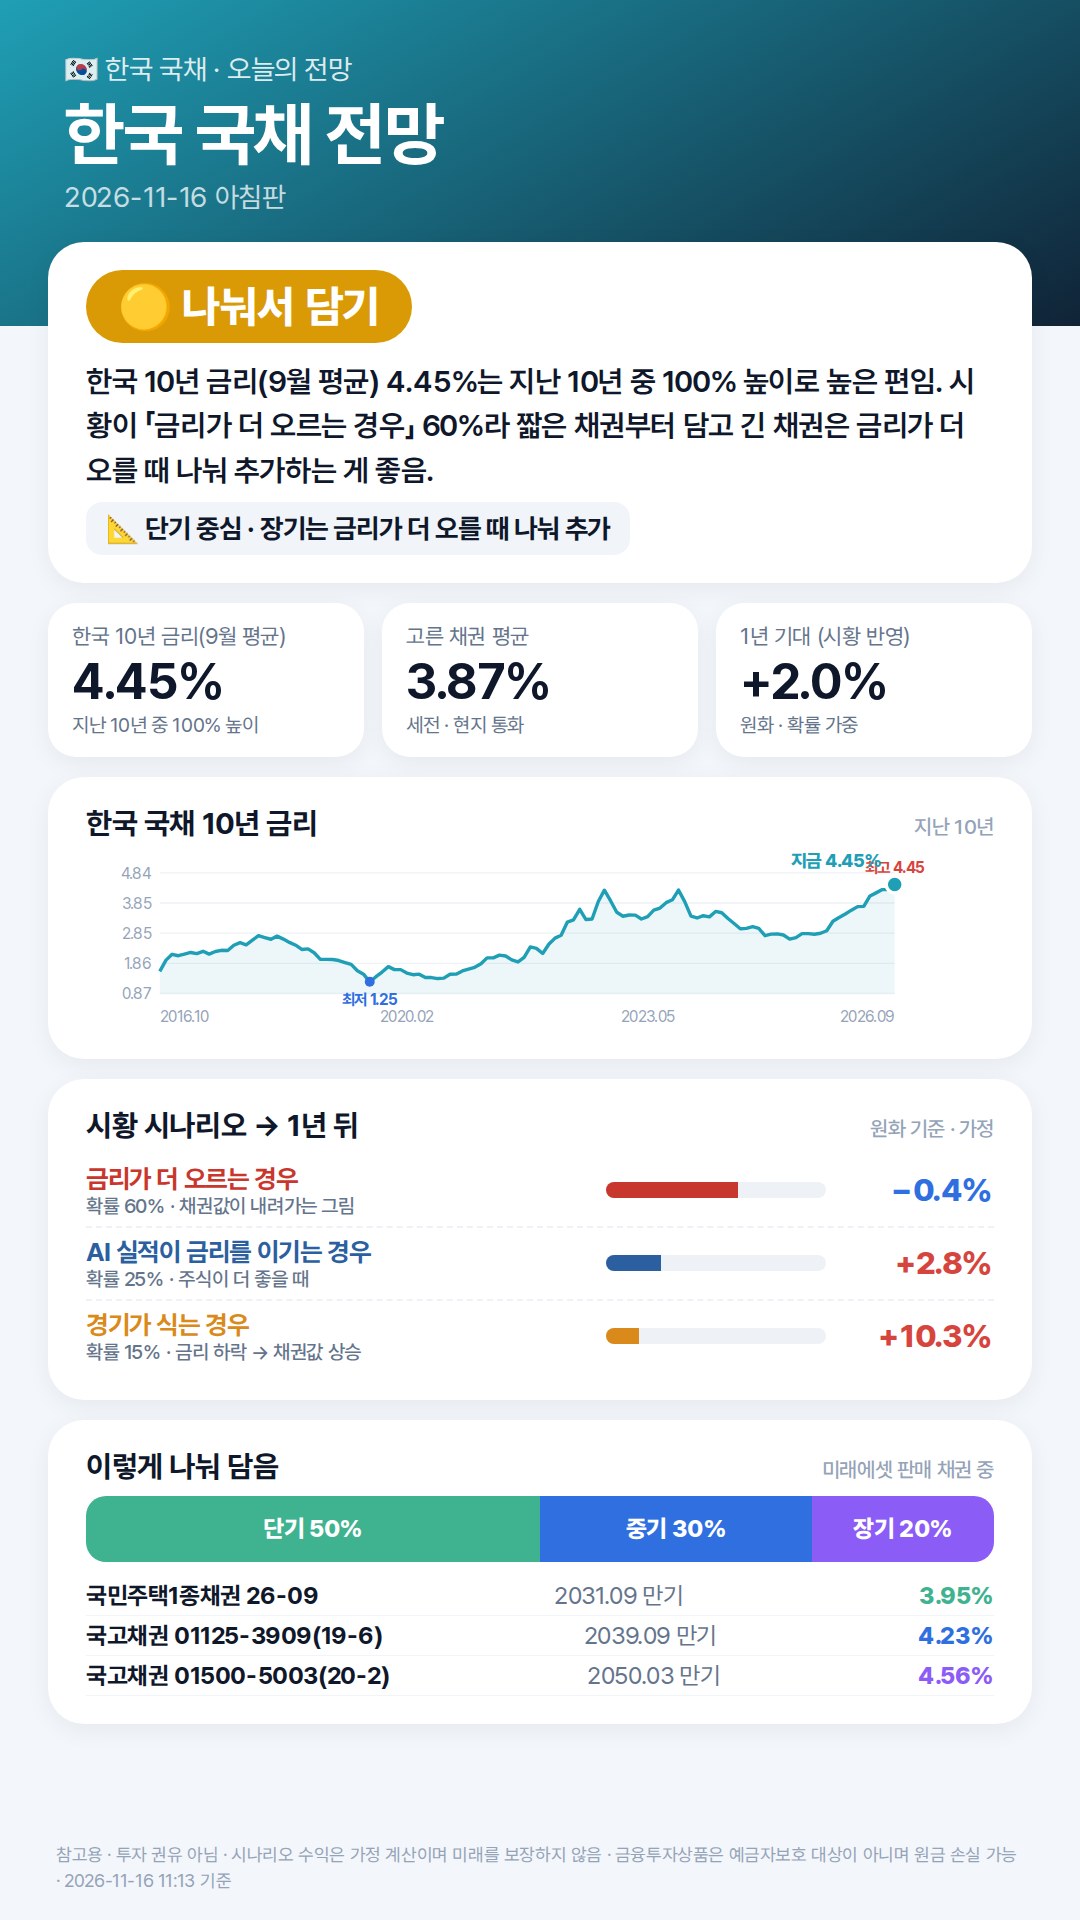 🇰🇷 한국 국채 · 오늘의 전망
한국 국채 전망
2026-11-16 아침판
🟡 나눠서 담기
한국 10년 금리(9월 평균) 4.45%는 지난 10년 중 100% 높이로 높은 편임. 시
황이 「금리가 더 오르는 경우」 60%라 짧은 채권부터 담고 긴 채권은 금리가 더
오를 때 나눠 추가하는 게 좋음.
📐 단기 중심 · 장기는 금리가 더 오를 때 나눠 추가
한국 10년 금리(9월 평균)
4.45%
지난 10년 중 100% 높이
고른 채권 평균
3.87%
세전 · 현지 통화
1년 기대 (시황 반영)
+2.0%
원화 · 확률 가중
한국 국채 10년 금리
지난 10년
지금 4.45%
최고 4.45
4.84
3.85
2.85
1.86
0.87
최저 1.25
2016.10
2020.02
2023.05
2026.09
시황 시나리오 → 1년 뒤
원화 기준 · 가정
금리가 더 오르는 경우
확률 60% · 채권값이 내려가는 그림
−0.4%
AI 실적이 금리를 이기는 경우
확률 25% · 주식이 더 좋을 때
+2.8%
경기가 식는 경우
확률 15% · 금리 하락 → 채권값 상승
+10.3%
이렇게 나눠 담음
미래에셋 판매 채권 중
단기 50%
중기 30%
장기 20%
국민주택1종채권 26-09
2031.09 만기
3.95%
국고채권 01125-3909(19-6)
2039.09 만기
4.23%
국고채권 01500-5003(20-2)
2050.03 만기
4.56%
참고용 · 투자 권유 아님 · 시나리오 수익은 가정 계산이며 미래를 보장하지 않음 · 금융투자상품은 예금자보호 대상이 아니며 원금 손실 가능
· 2026-11-16 11:13 기준